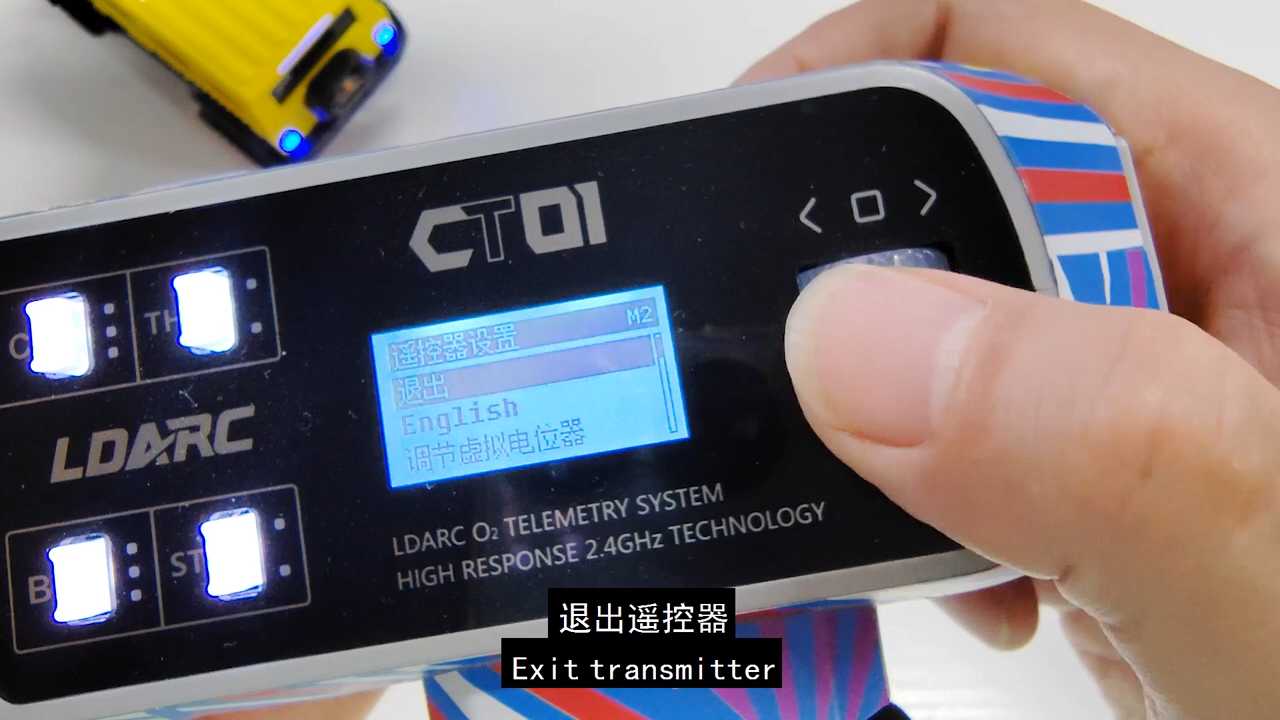 CT01
遥控器设置 M2
退出
English
调节虚拟电位器
TH
LDARC
B
ST
LDARC O₂ TELEMETRY SYSTEM
HIGH RESPONSE 2.4GHz TECHNOLOGY
退出遥控器
Exit transmitter